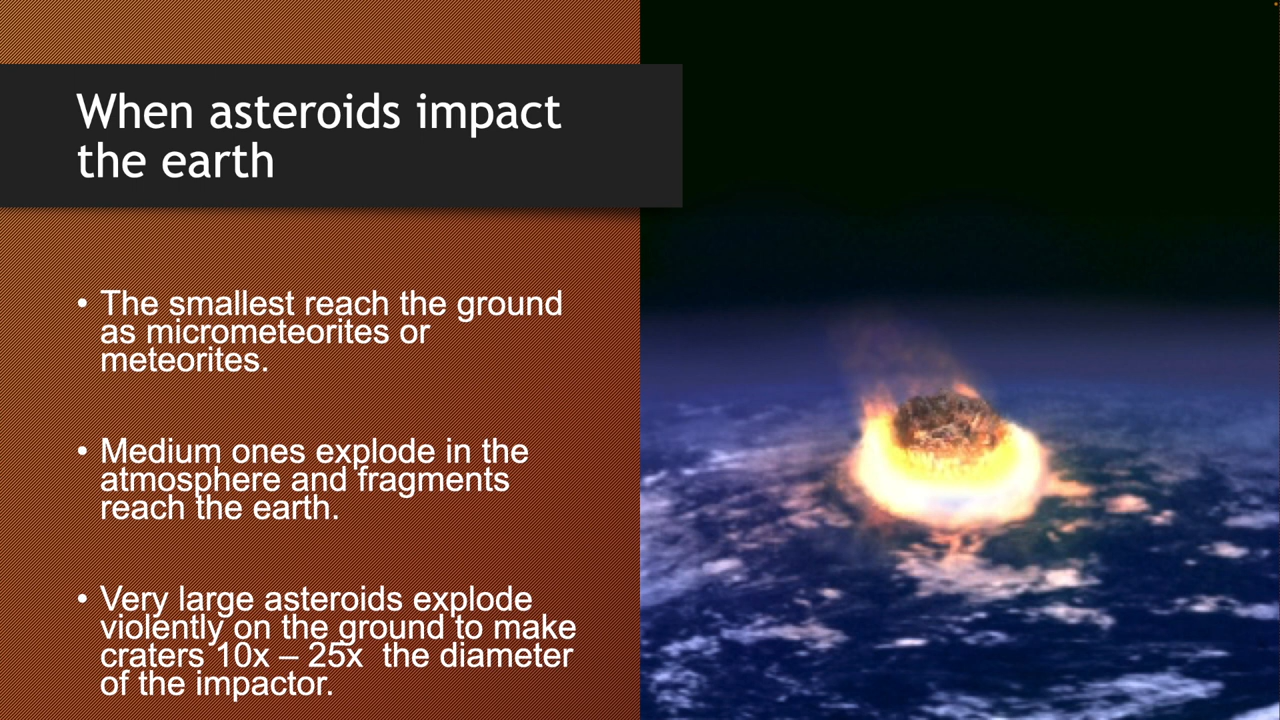 When asteroids impact
the earth
• The smallest reach the ground
as micrometeorites or
meteorites.
• Medium ones explode in the
atmosphere and fragments
reach the earth.
• Very large asteroids explode
violently on the ground to make
craters 10x – 25x  the diameter
of the impactor.